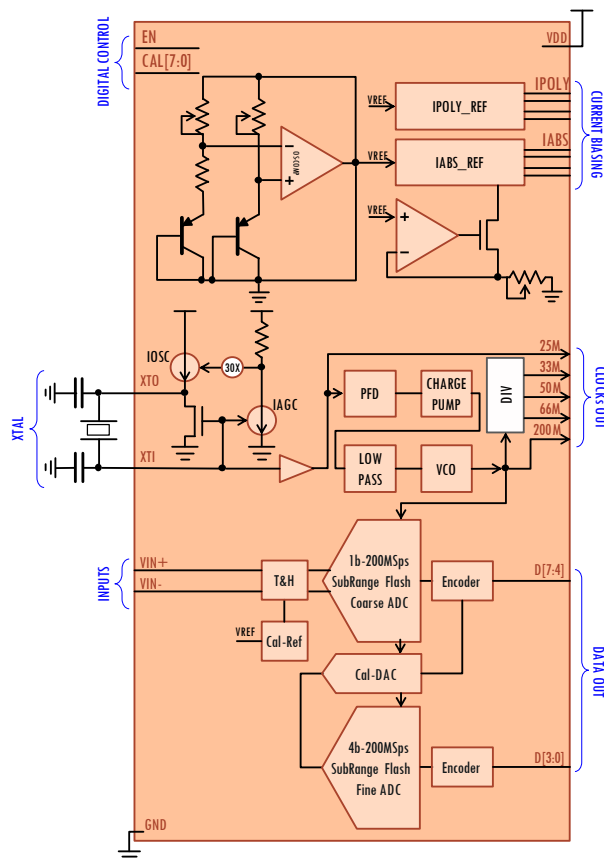 DIGITAL CONTROL
EN
CAL[7:0]
VDD
CURRENT BIASING
VREF
IPOLY_REF
IPOLY
OSCOMV
VREF
IABS_REF
IABS
VREF
XTAL
XTO
XTI
IOSC
30X
IAGC
PFD
CHARGE
PUMP
LOW
PASS
VCO
DIV
25M
33M
50M
66M
200M
CLOCKS OUT
INPUTS
VIN+
VIN-
T&H
VREF
Cal-Ref
1b-200MSps
SubRange Flash
Coarse ADC
Encoder
D[7:4]
Cal-DAC
4b-200MSps
SubRange Flash
Fine ADC
Encoder
D[3:0]
DATA OUT
GND